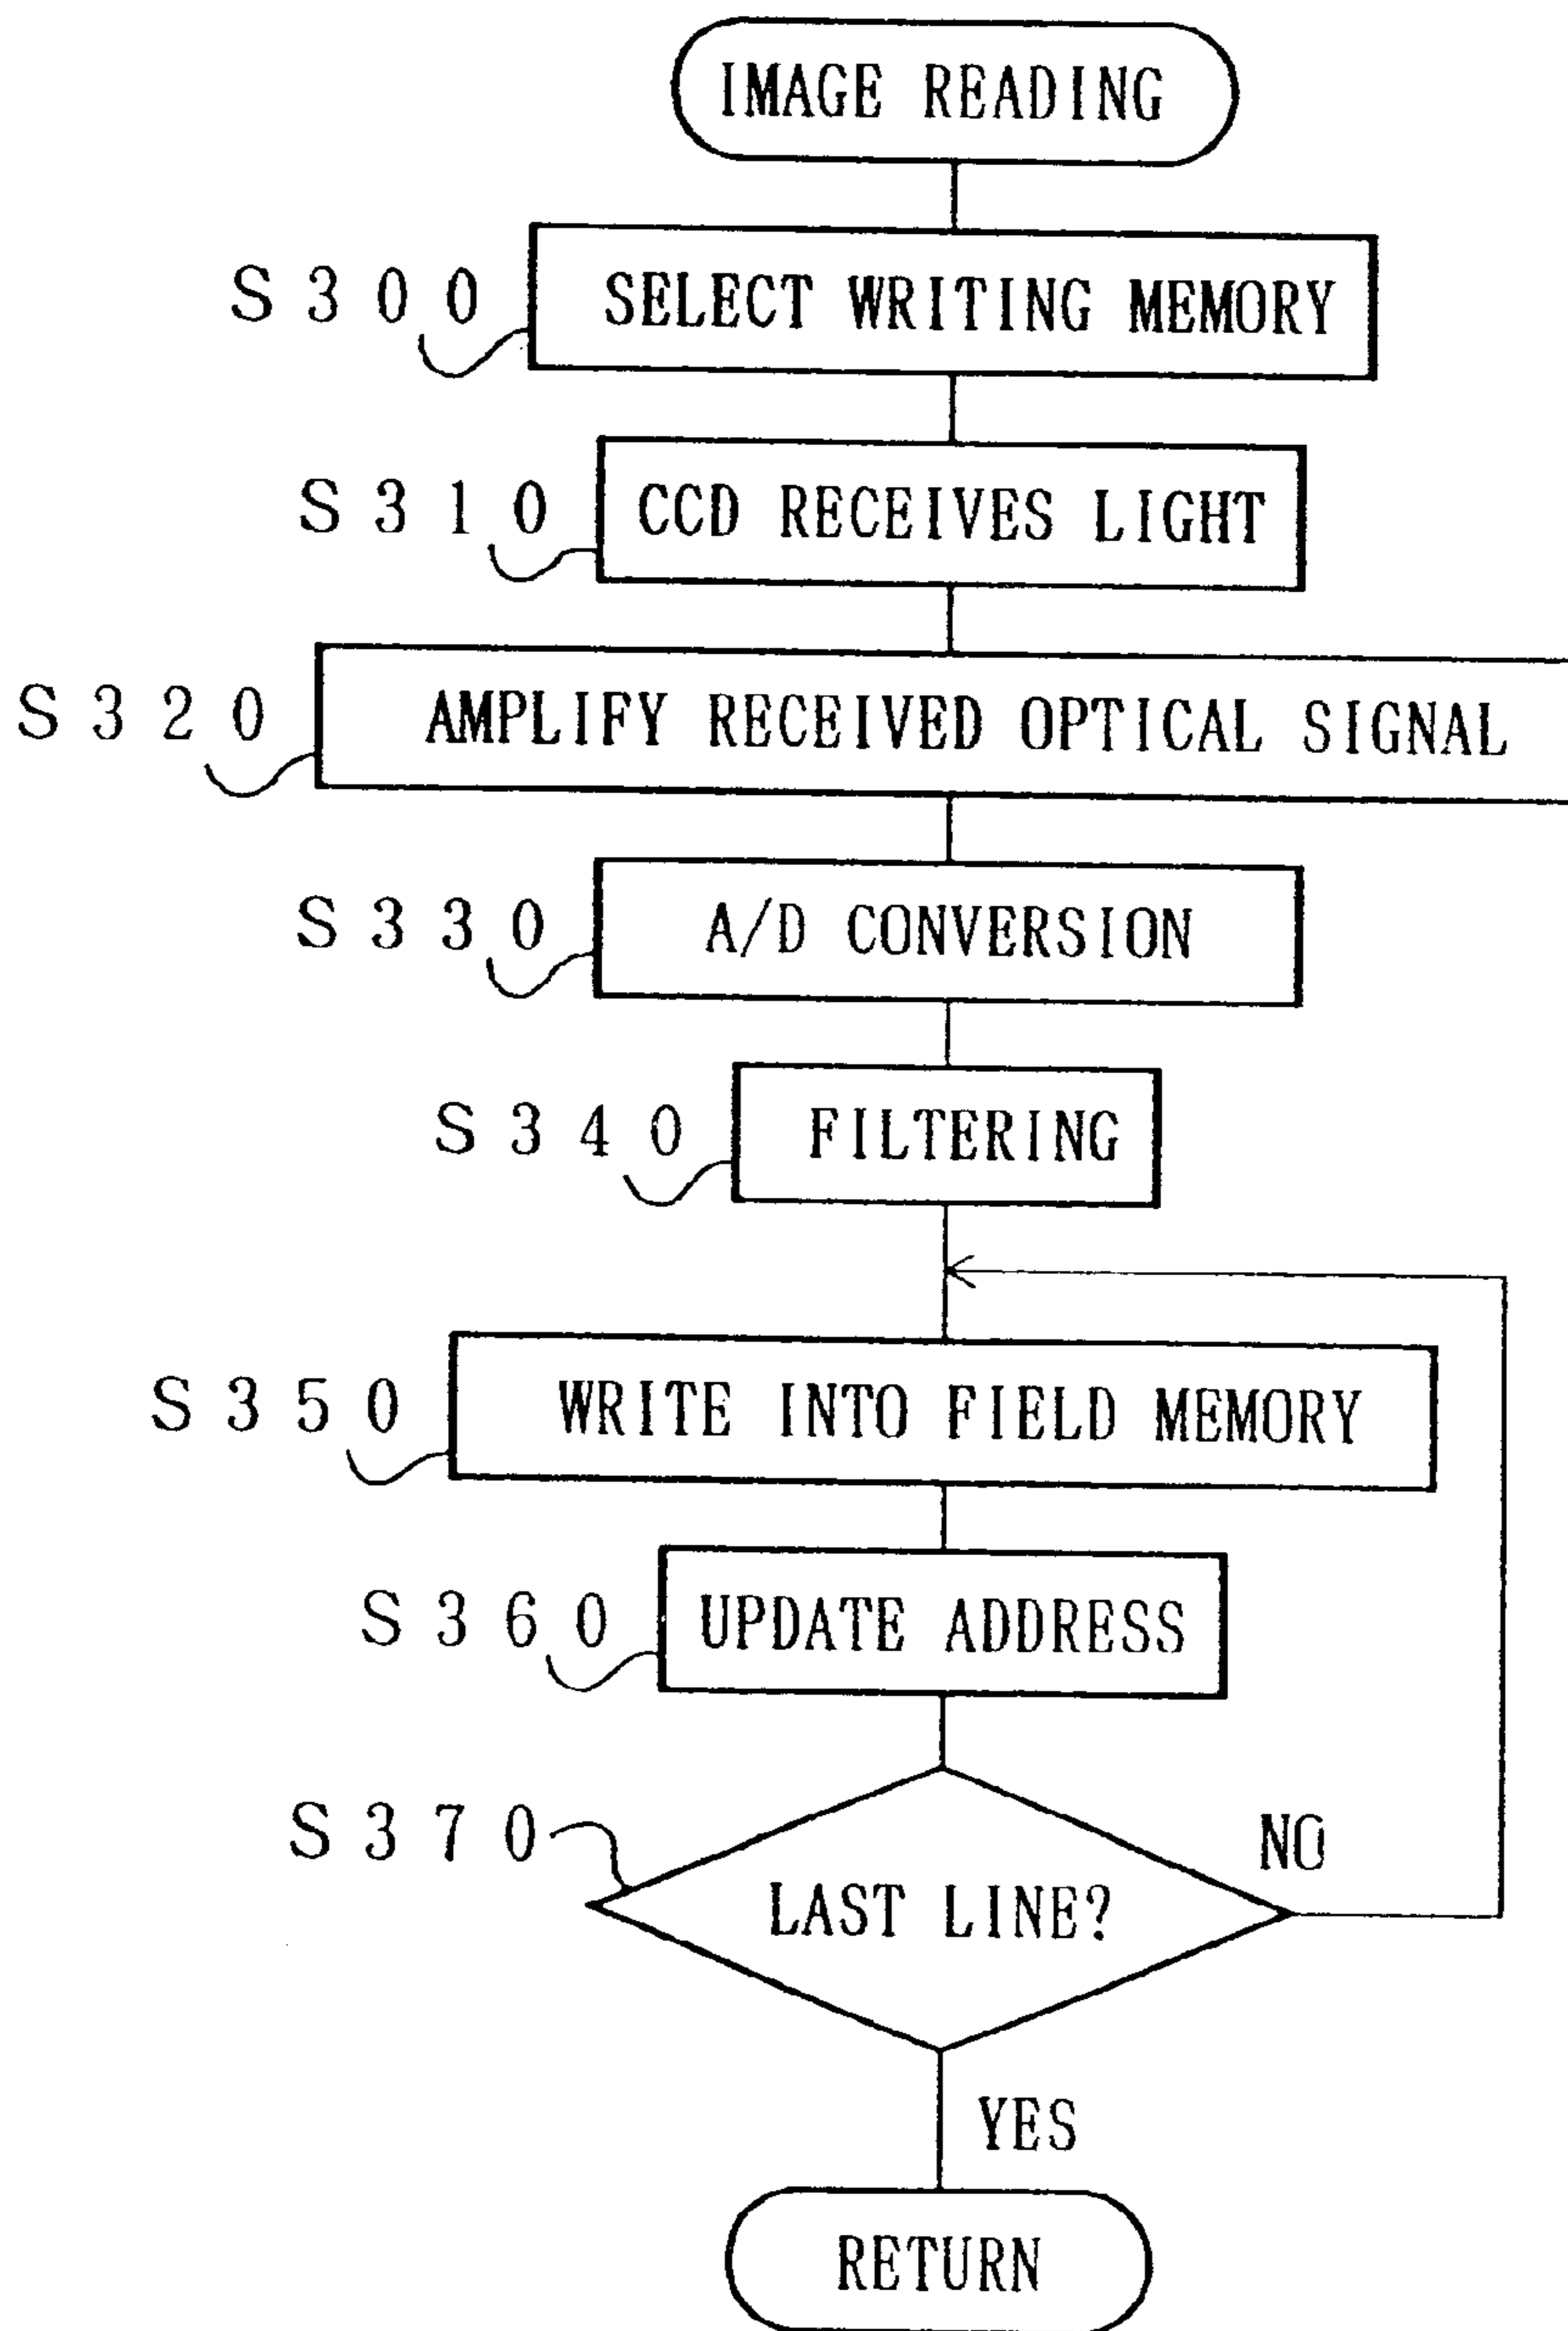 IMAGE READING
S300 SELECT WRITING MEMORY
S310 CCD RECEIVES LIGHT
S320 AMPLIFY RECEIVED OPTICAL SIGNAL
S330 A/D CONVERSION
S340 FILTERING
S350 WRITE INTO FIELD MEMORY
S360 UPDATE ADDRESS
S370 LAST LINE? NO
YES
RETURN